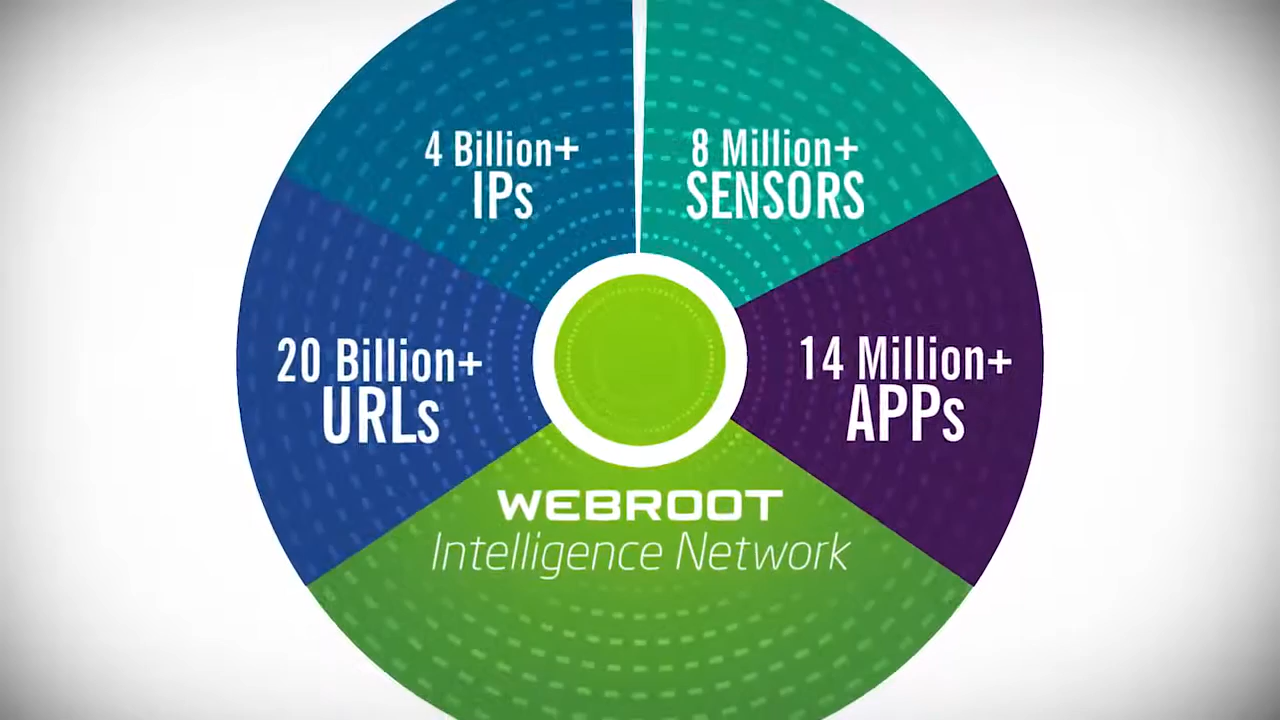 4 Billion+
IPs
8 Million+
SENSORS
20 Billion+
URLs
14 Million+
APPs
WEBROOT
Intelligence Network